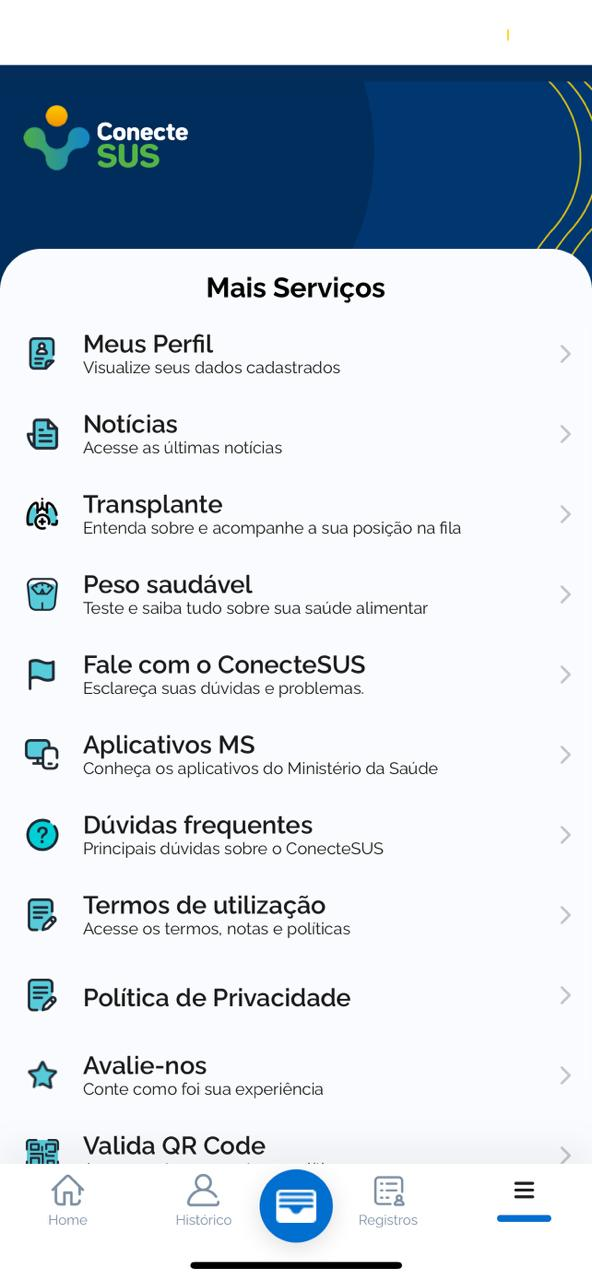 Conecte
SUS
Mais Serviços
Meus Perfil
Visualize seus dados cadastrados
Notícias
Acesse as últimas notícias
Transplante
Entenda sobre e acompanhe a sua posição na fila
Peso saudável
Teste e saiba tudo sobre sua saúde alimentar
Fale com o ConecteSUS
Esclareça suas dúvidas e problemas.
Aplicativos MS
Conheça os aplicativos do Ministério da Saúde
Dúvidas frequentes
Principais dúvidas sobre o ConecteSUS
Termos de utilização
Acesse os termos, notas e políticas
Política de Privacidade
Avalie-nos
Conte como foi sua experiência
Valida QR Code
Home
Histórico
Registros